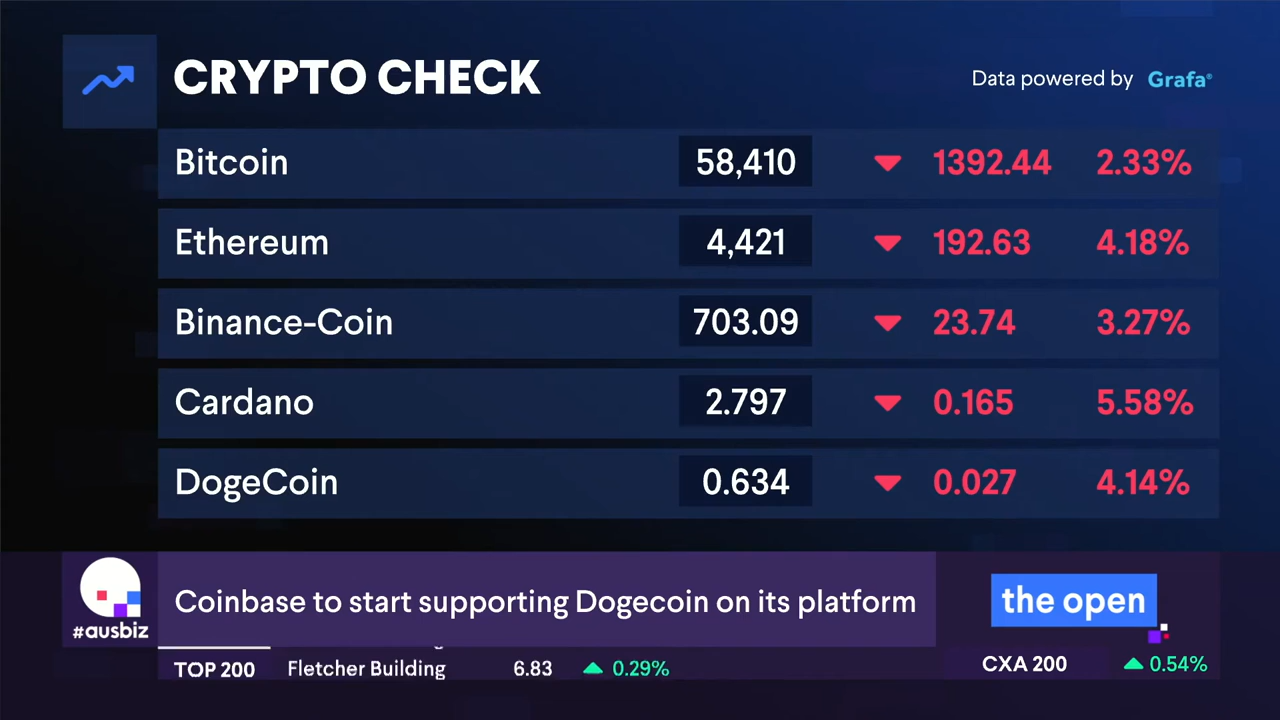 CRYPTO CHECK
Data powered by Grafa®
Bitcoin 58,410 1392.44 2.33%
Ethereum 4,421 192.63 4.18%
Binance-Coin 703.09 23.74 3.27%
Cardano 2.797 0.165 5.58%
DogeCoin 0.634 0.027 4.14%
#ausbiz
Coinbase to start supporting Dogecoin on its platform
the open
TOP 200 Fletcher Building 6.83 0.29%
CXA 200 0.54%